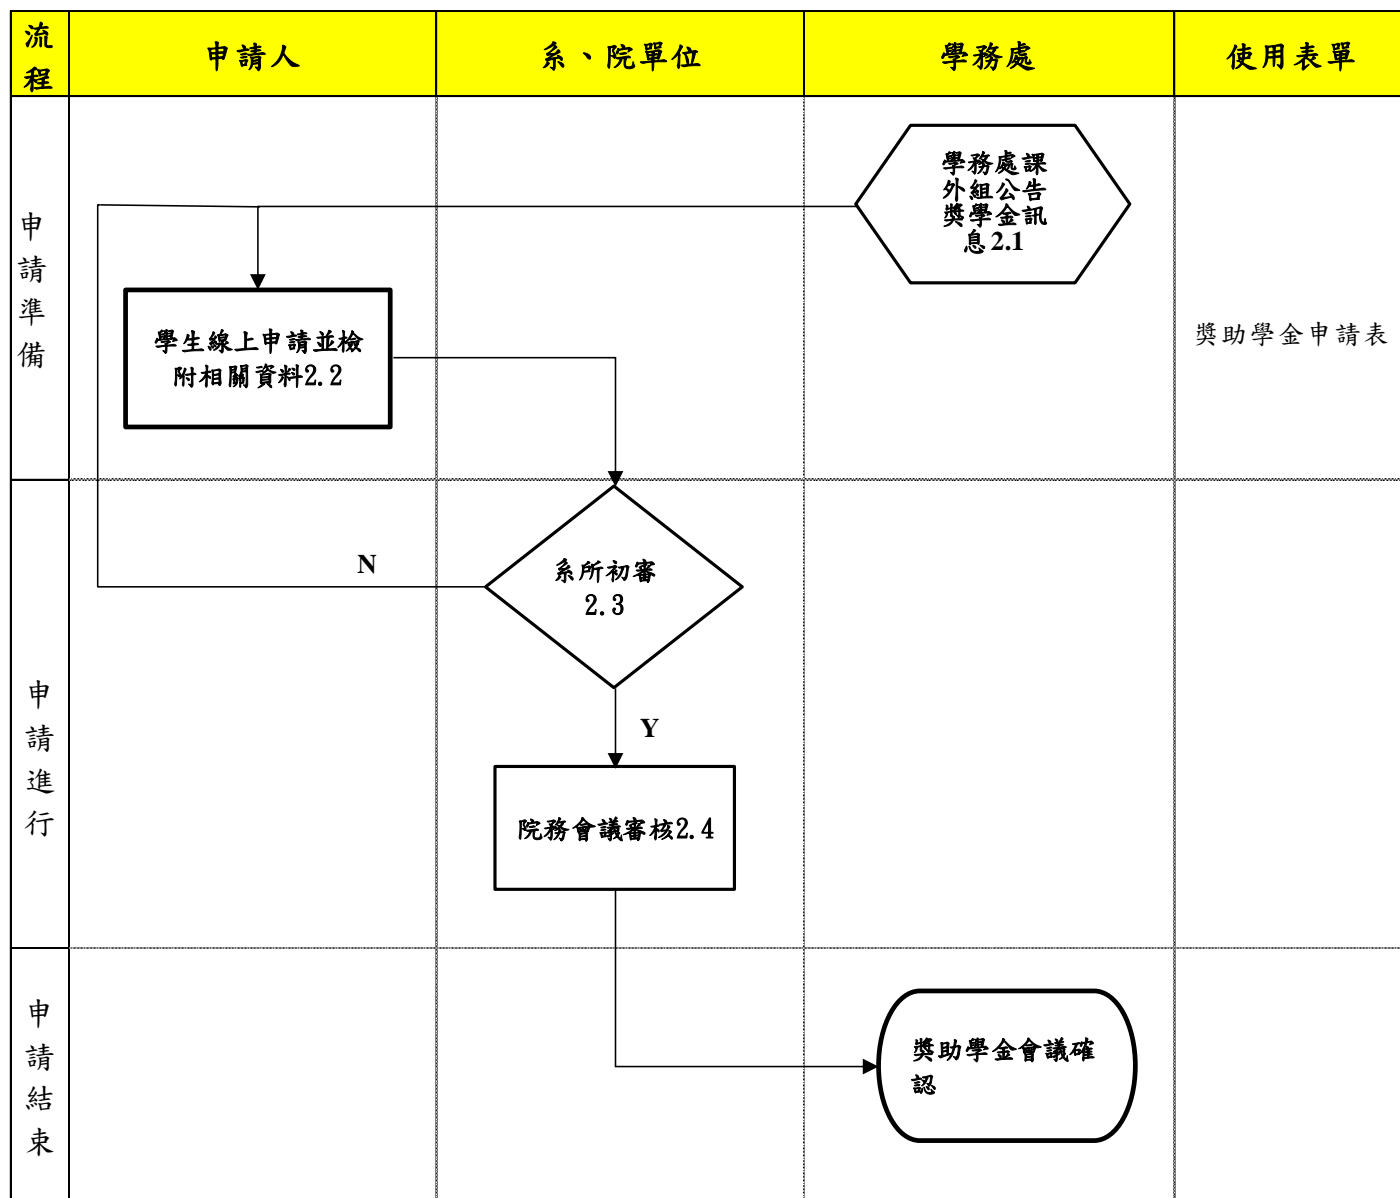 流
程
申請人
系、院單位
學務處
使用表單
申
請
準
備
學務處課
外組公告
獎學金訊
息2.1
學生線上申請並檢
附相關資料2.2
獎助學金申請表
申
請
進
行
N
系所初審
2.3
Y
院務會議審核2.4
申
請
結
束
獎助學金會議確
認